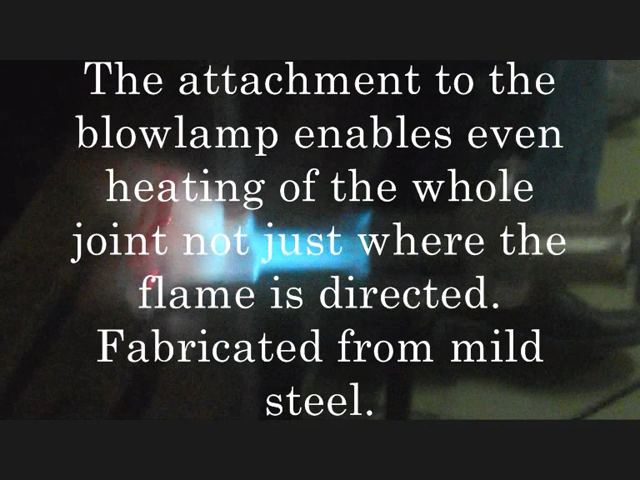 The attachment to the
blowlamp enables even
heating of the whole
joint not just where the
flame is directed.
Fabricated from mild
steel.